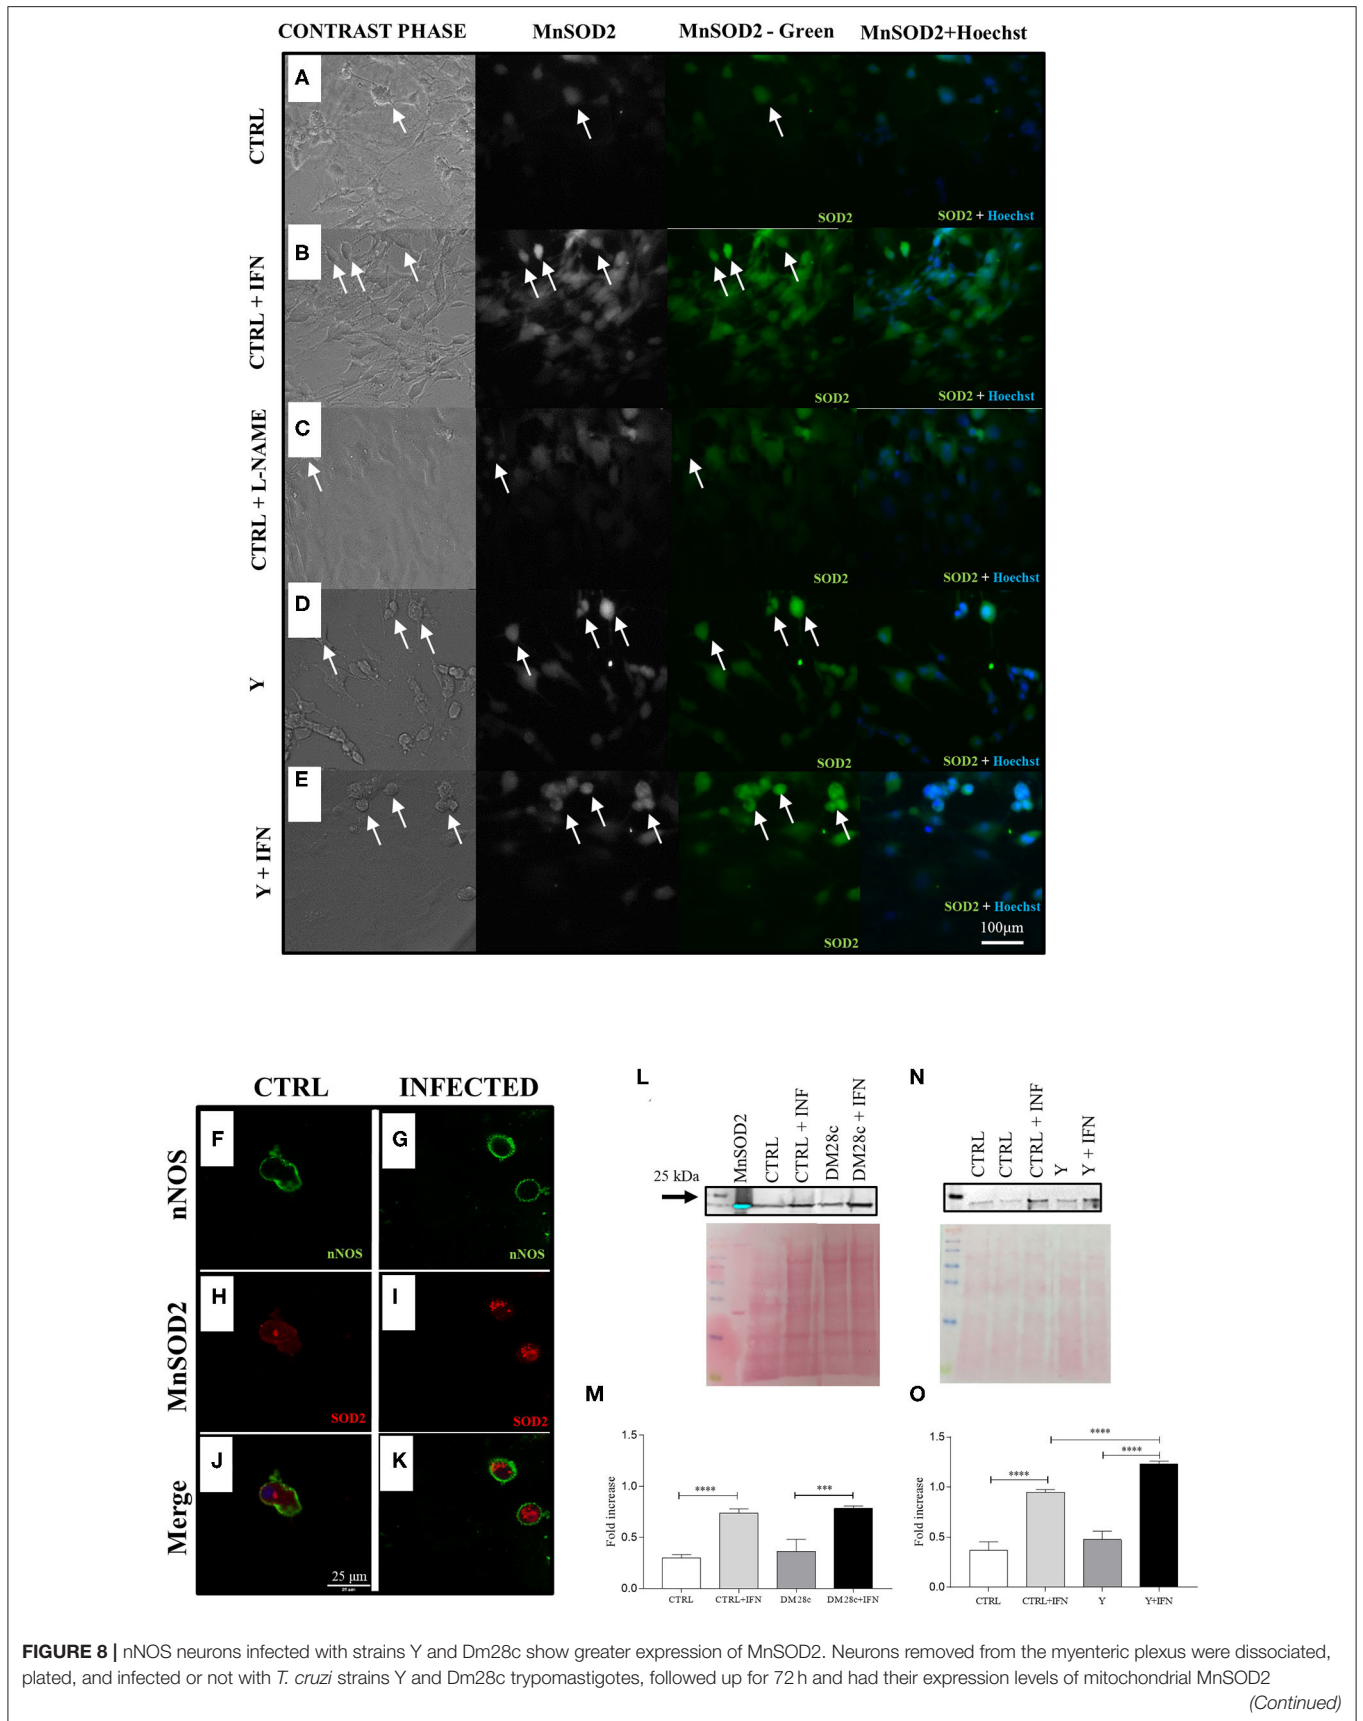 CONTRAST PHASE MnSOD2 MnSOD2 - Green MnSOD2+Hoechst
A
CTRL
SOD2
SOD2 + Hoechst
B
CTRL + IFN
SOD2
SOD2 + Hoechst
C
CTRL + L-NAME
SOD2
SOD2 + Hoechst
D
Y
SOD2
SOD2 + Hoechst
E
Y + IFN
SOD2
SOD2 + Hoechst
100μm
CTRL INFECTED
nNOS
F
nNOS
G
nNOS
MnSOD2
H
SOD2
I
SOD2
Merge
J
K
25 μm
25 μm
L
MnSOD2
CTRL
CTRL + INF
DM28c
DM28c + IFN
25 kDa
N
CTRL
CTRL
CTRL + INF
Y
Y + IFN
M
Fold increase
1.5
1.0
0.5
0.0
****
***
CTRL CTRL+IFN DM28c DM28c+IFN
O
Fold increase
1.5
1.0
0.5
0.0
****
****
****
CTRL CTRL+IFN Y Y+IFN
FIGURE 8 | nNOS neurons infected with strains Y and Dm28c show greater expression of MnSOD2. Neurons removed from the myenteric plexus were dissociated,
plated, and infected or not with T. cruzi strains Y and Dm28c trypomastigotes, followed up for 72 h and had their expression levels of mitochondrial MnSOD2
(Continued)